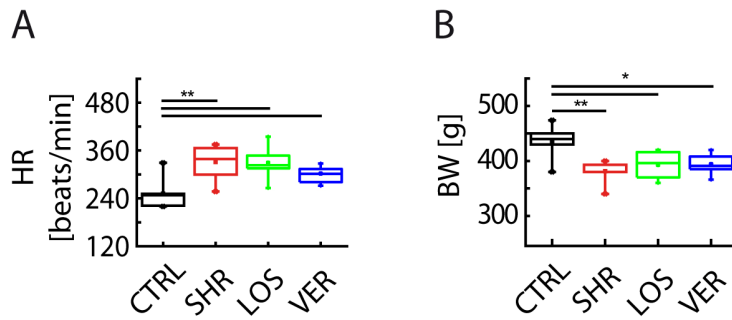 A
HR
[beats/min]
480
360
240
120
**
CTRL
SHR
LOS
VER
B
BW [g]
500
400
300
*
**
CTRL
SHR
LOS
VER